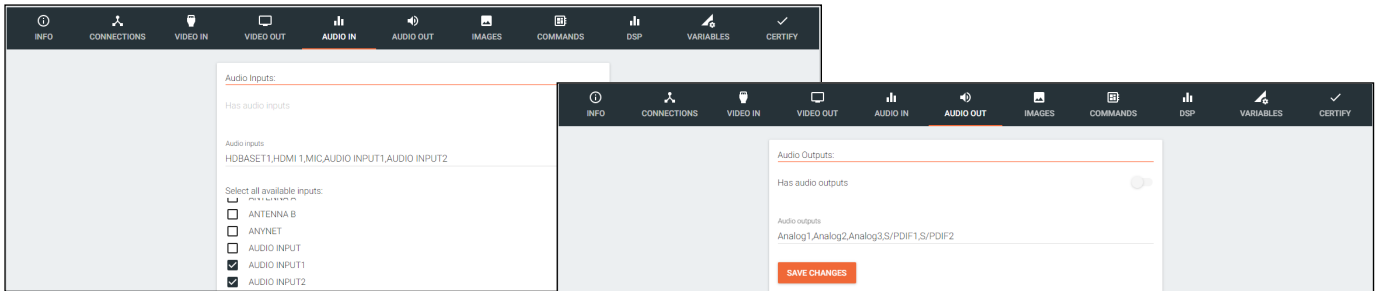 INFO CONNECTIONS VIDEO IN VIDEO OUT AUDIO IN AUDIO OUT IMAGES COMMANDS DSP VARIABLES CERTIFY
Audio Inputs:
Has audio inputs
Audio inputs
HDBASET1,HDMI 1,MIC,AUDIO INPUT1,AUDIO INPUT2
Select all available inputs:
ANTENNA B
ANYNET
AUDIO INPUT
AUDIO INPUT1
AUDIO INPUT2
INFO CONNECTIONS VIDEO IN VIDEO OUT AUDIO IN AUDIO OUT IMAGES COMMANDS DSP VARIABLES CERTIFY
Audio Outputs:
Has audio outputs
Audio outputs
Analog1,Analog2,Analog3,S/PDIF1,S/PDIF2
SAVE CHANGES